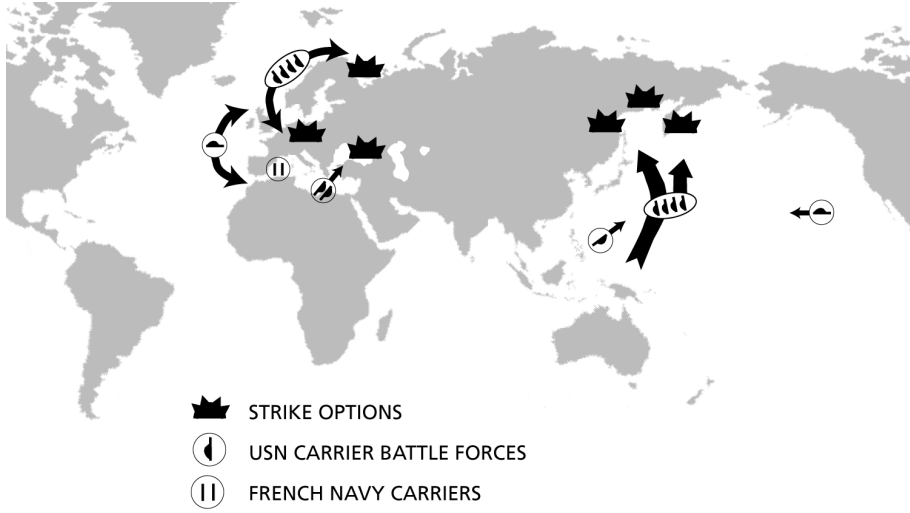 STRIKE OPTIONS
USN CARRIER BATTLE FORCES
FRENCH NAVY CARRIERS